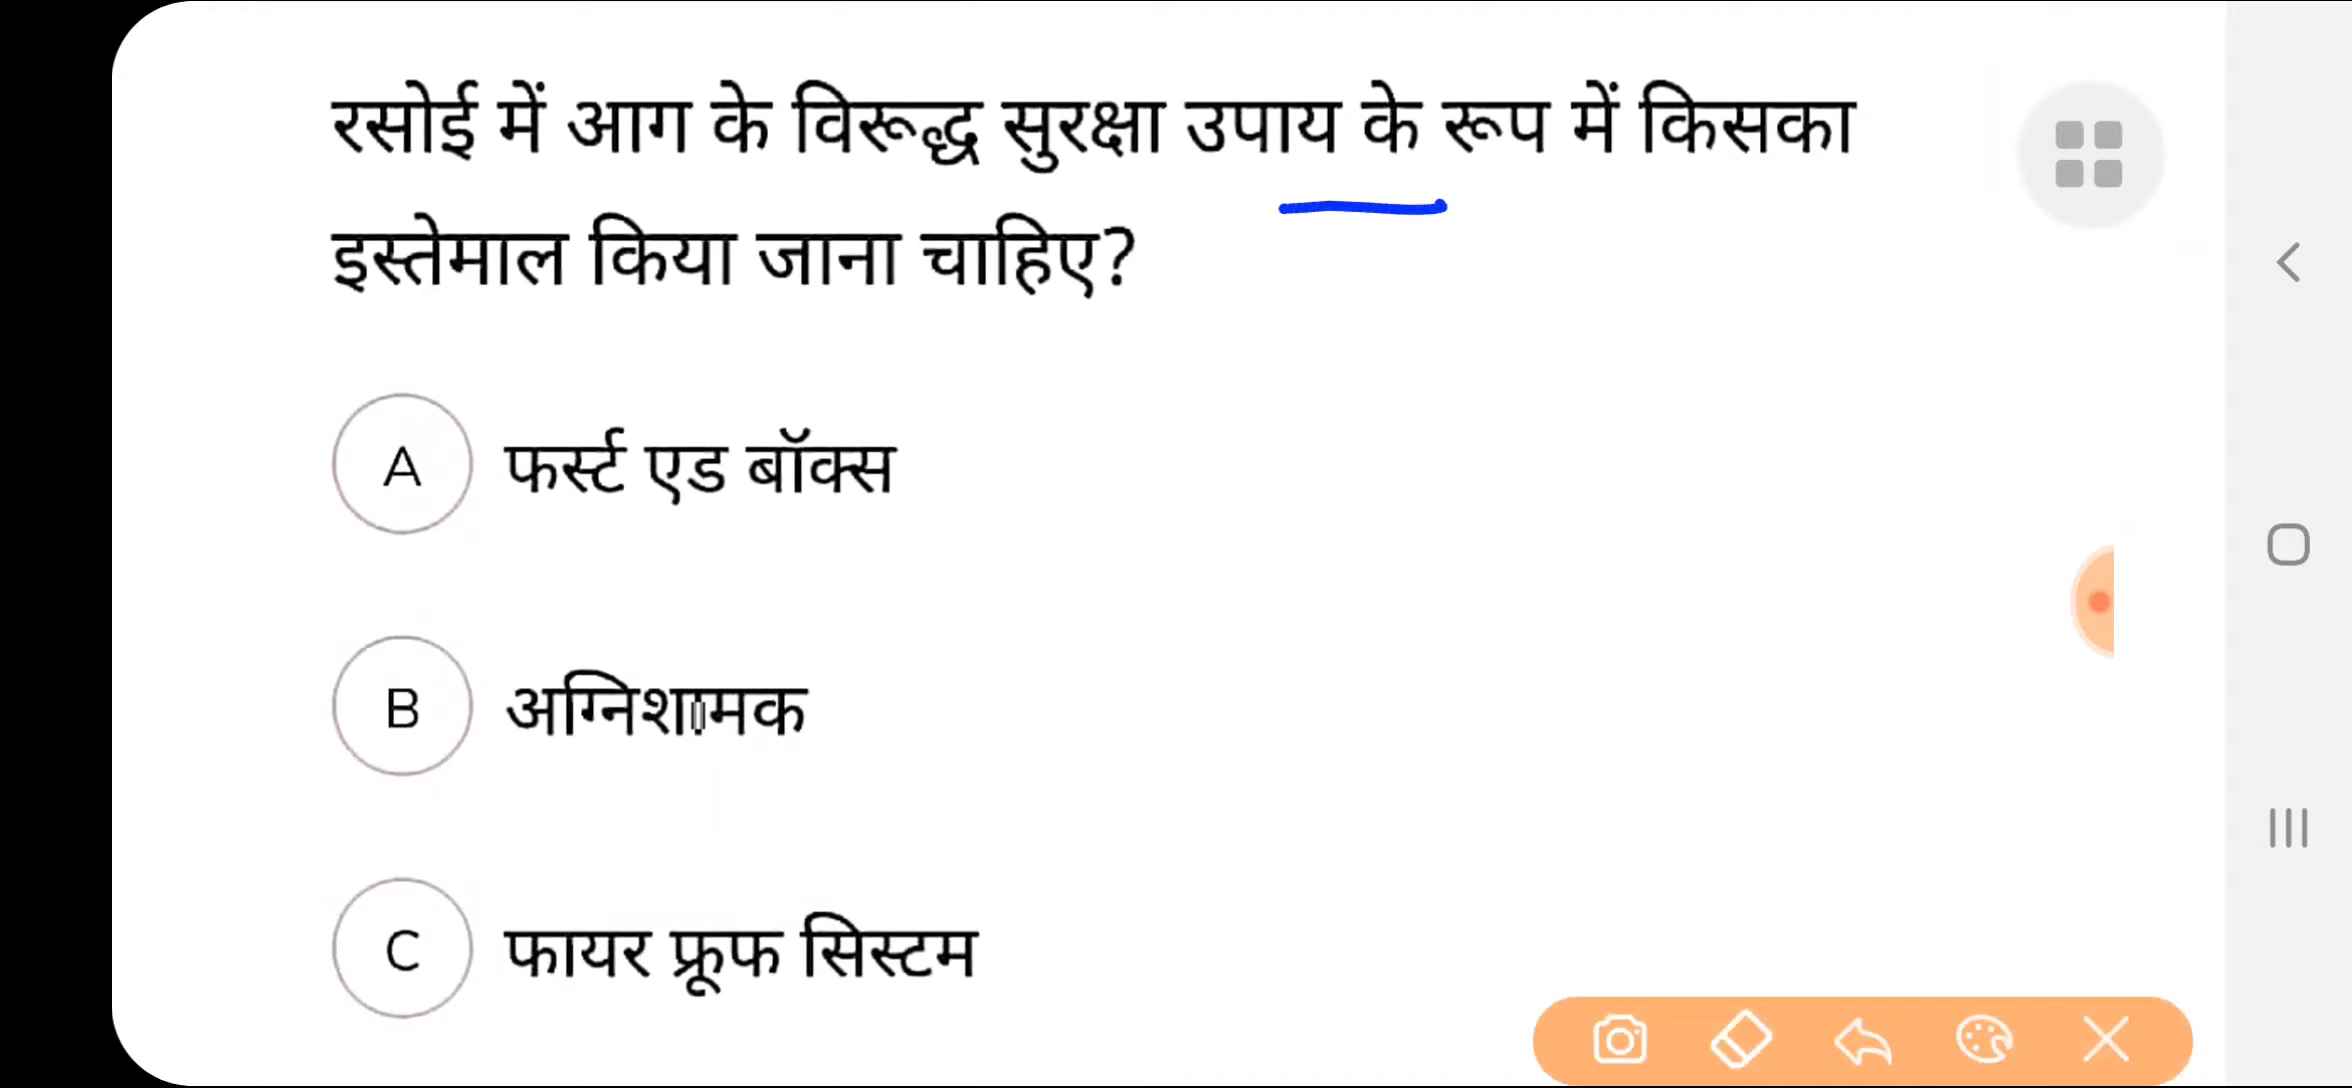 रसोई में आग के विरूद्ध सुरक्षा उपाय के रूप में किसका
इस्तेमाल किया जाना चाहिए?
A फर्स्ट एड बॉक्स
B अग्निशामक
C फायर फ्रूफ सिस्टम